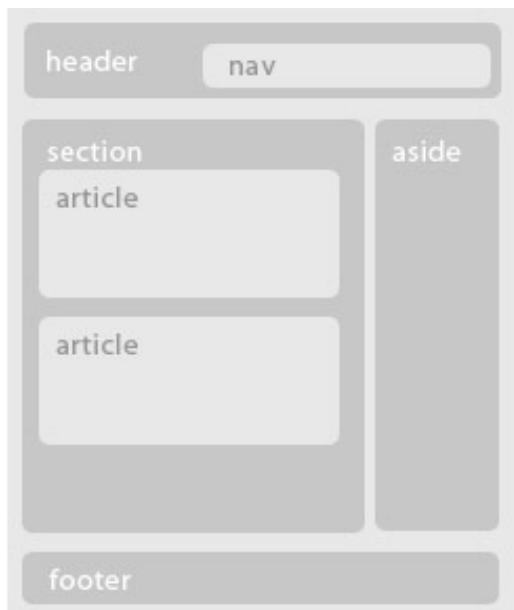 header
nav
section
aside
article
article
footer